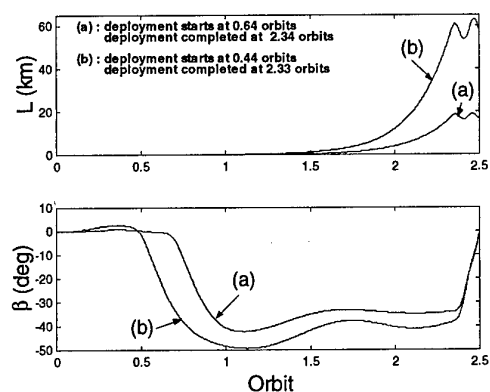 (a) : deployment starts at 0.64 orbits
deployment completed at 2.34 orbits
(b) : deployment starts at 0.44 orbits
deployment completed at 2.33 orbits
(b)
(a)
L (km)
60
40
20
0
0 0.5 1 1.5 2 2.5
β (deg)
10
0
-10
-20
-30
-40
-50
(a)
(b)
0 0.5 1 1.5 2 2.5
Orbit